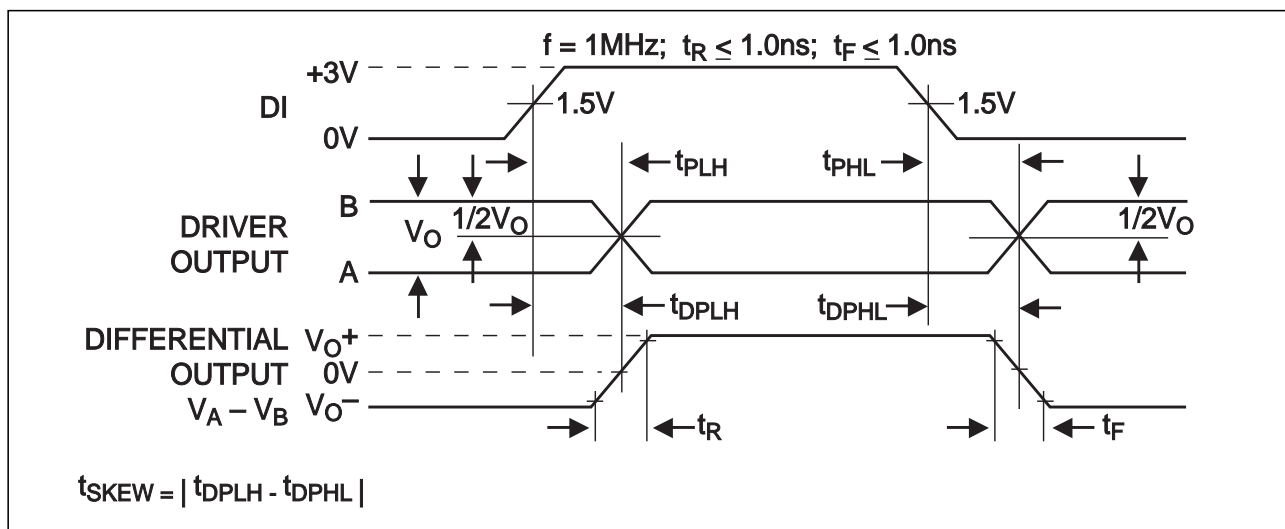 f = 1MHz; tR ≤ 1.0ns; tF ≤ 1.0ns
+3V
DI
1.5V
1.5V
0V
tPLH
tPHL
B
DRIVER
OUTPUT
VO
1/2VO
1/2VO
A
tDPLH
tDPHL
DIFFERENTIAL
OUTPUT
VA – VB
VO+
0V
VO–
tR
tF
tSKEW = | tDPLH - tDPHL |